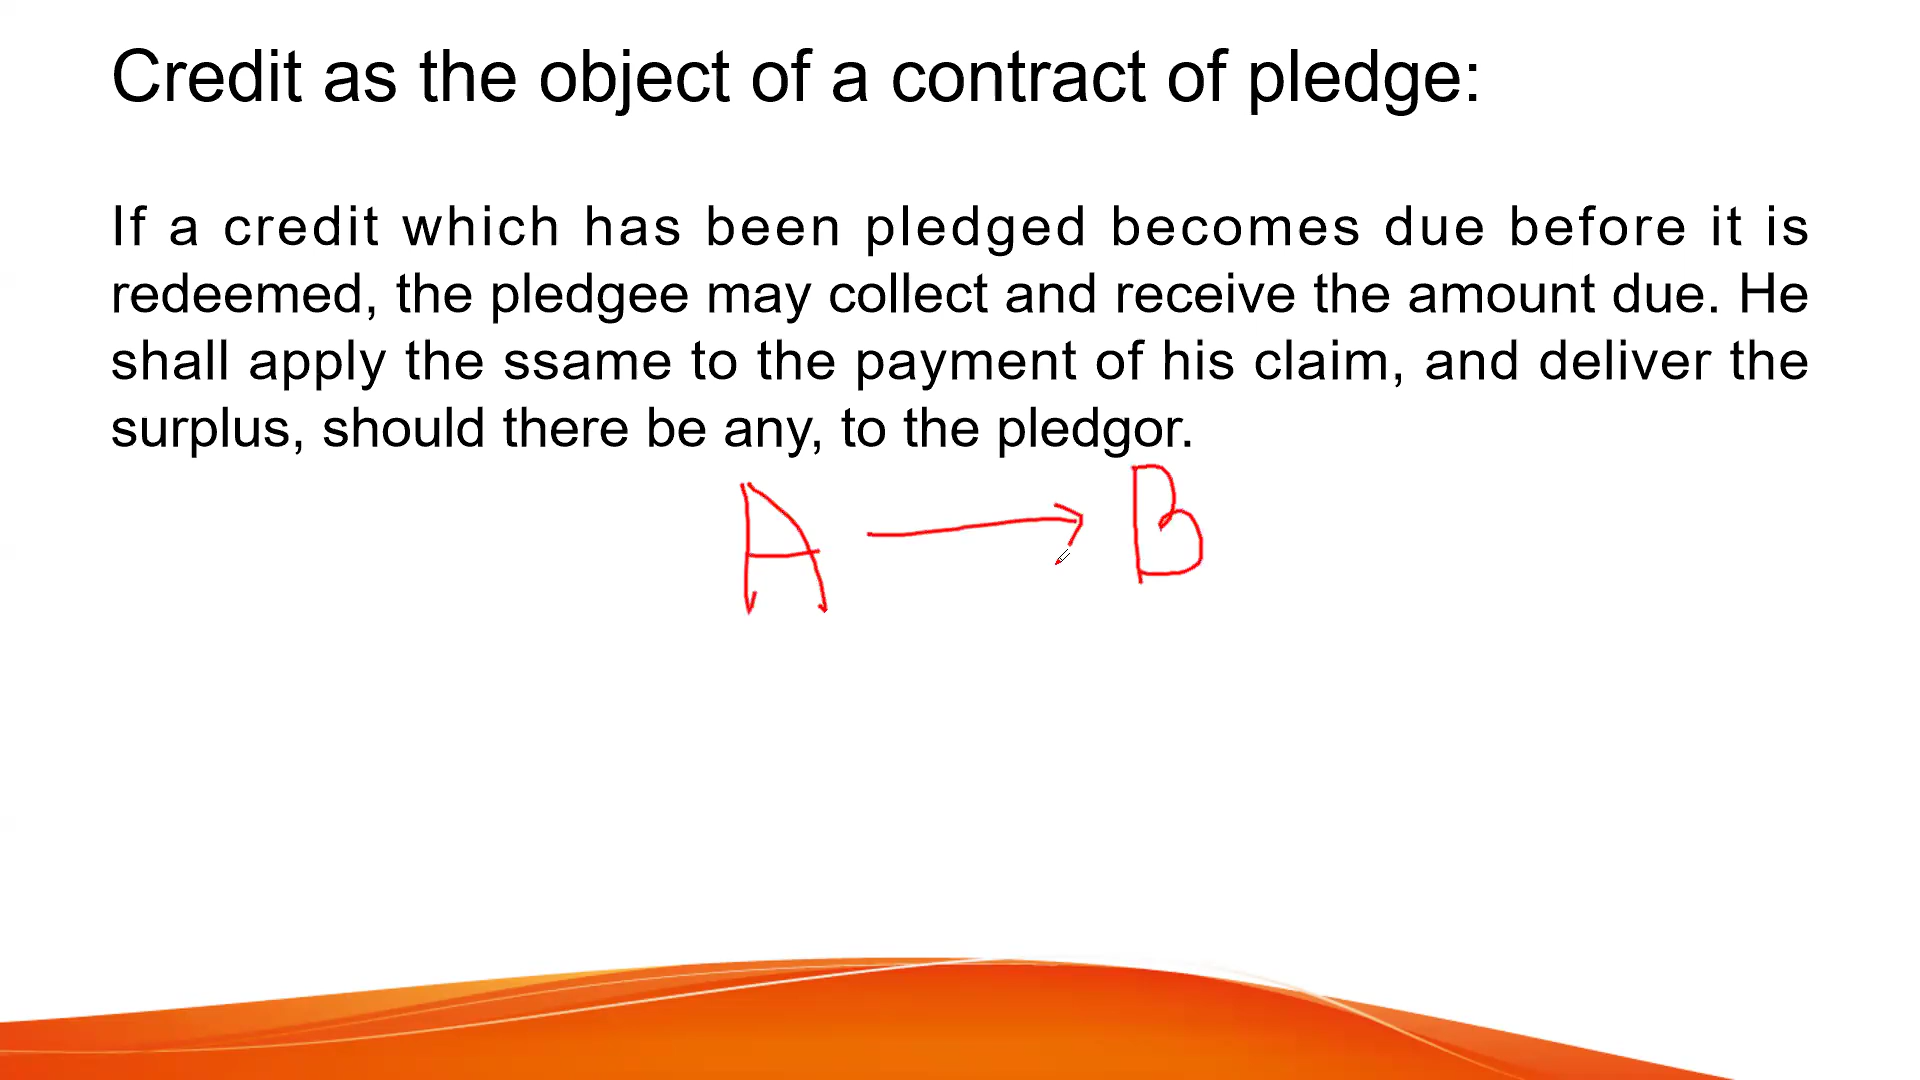 Credit as the object of a contract of pledge:
If a credit which has been pledged becomes due before it is
redeemed, the pledgee may collect and receive the amount due. He
shall apply the ssame to the payment of his claim, and deliver the
surplus, should there be any, to the pledgor.
A → B